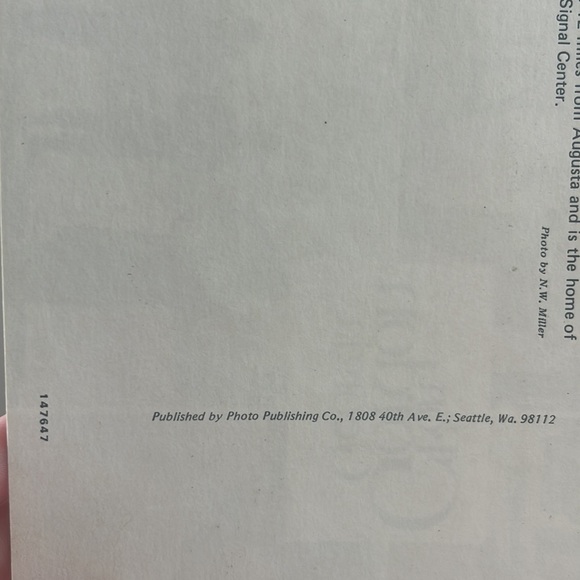 miles from Augusta and is the home of
Signal Center.
Photo by N.W. Miller
Published by Photo Publishing Co., 1808 40th Ave. E.; Seattle, Wa. 98112
147647